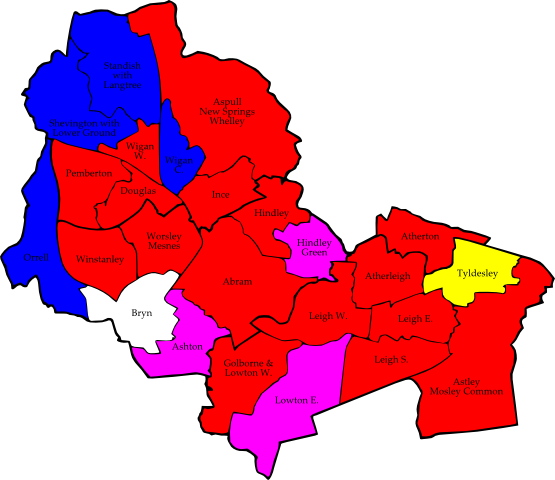 Standish
with
Langtree
Aspull
New Springs
Whelley
Shevington with
Lower Ground
Wigan
W.
Wigan
C.
Pemberton
Douglas
Ince
Hindley
Atherton
Worsley
Mesnes
Hindley
Green
Orrell
Winstanley
Tyldesley
Atherleigh
Abram
Bryn
Leigh W.
Leigh E.
Ashton
Golborne &
Lowton W.
Leigh S.
Astley
Mosley Common
Lowton E.